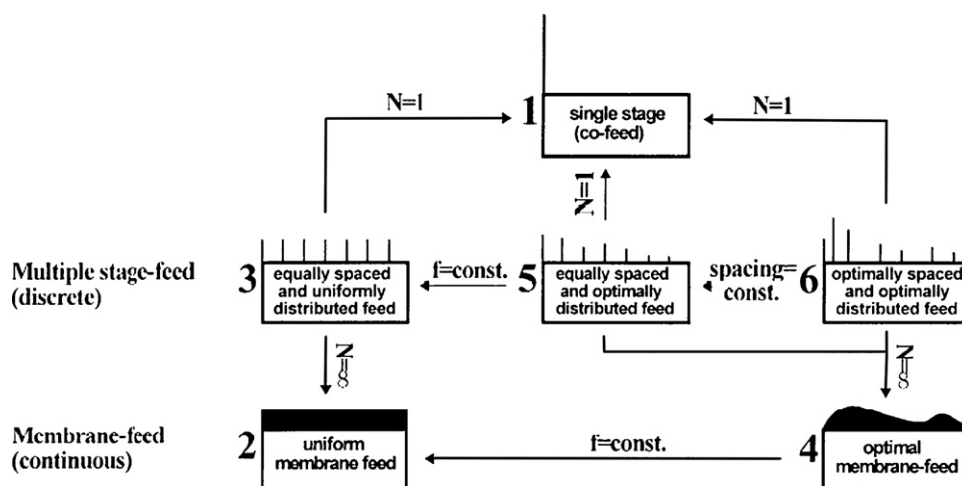 N=1
1
single stage
(co-feed)
N=1
N=1
Multiple stage-feed
(discrete)
3
equally spaced
and uniformly
distributed feed
f=const.
5
equally spaced
and optimally
distributed feed
spacing=
const.
6
optimally spaced
and optimally
distributed feed
N=∞
N=∞
Membrane-feed
(continuous)
2
uniform
membrane feed
f=const.
4
optimal
membrane-feed